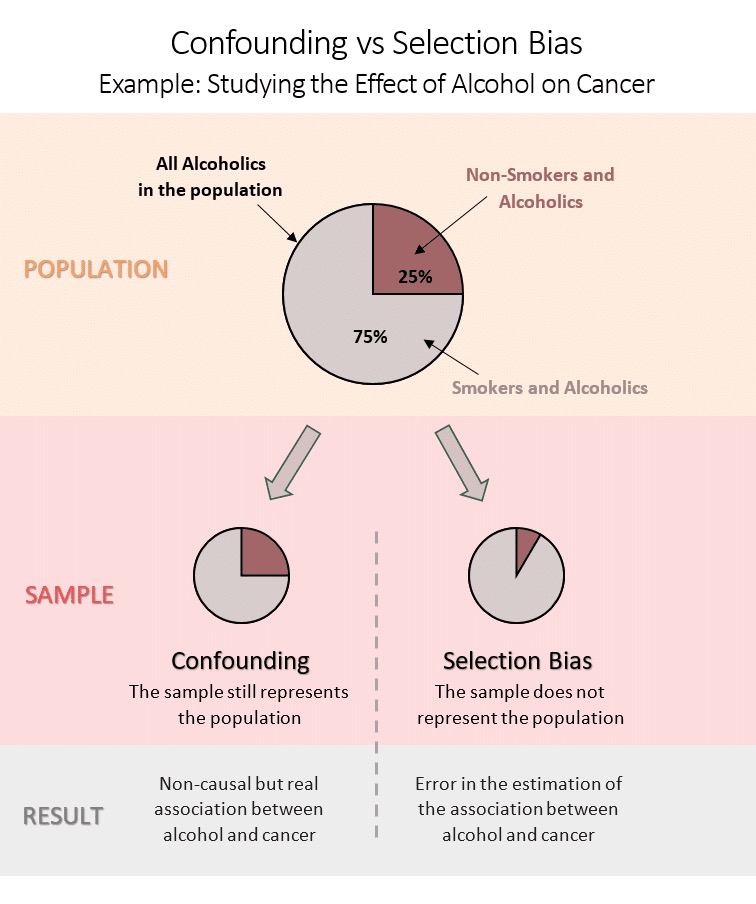 Confounding vs Selection Bias
Example: Studying the Effect of Alcohol on Cancer
All Alcoholics
in the population
Non-Smokers and
Alcoholics
POPULATION
25%
75%
Smokers and Alcoholics
SAMPLE
Confounding
The sample still represents
the population
Selection Bias
The sample does not
represent the population
RESULT
Non-causal but real
association between
alcohol and cancer
Error in the estimation of
the association between
alcohol and cancer